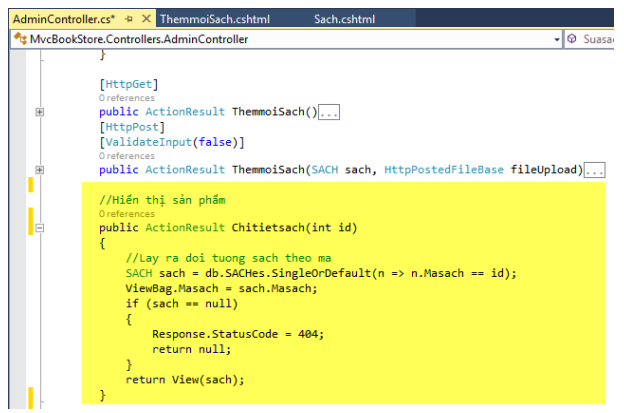 AdminController.cs* ThemmoiSach.cshtml Sach.cshtml
MvcBookStore.Controllers.AdminController Suasac
}
[HttpGet]
0 references
public ActionResult ThemmoiSach()...
[HttpPost]
[ValidateInput(false)]
0 references
public ActionResult ThemmoiSach(SACH sach, HttpPostedFileBase fileUpload)...
//Hiển thị sản phẩm
0 references
public ActionResult Chitietsach(int id)
{
//Lay ra doi tuong sach theo ma
SACH sach = db.SACHes.SingleOrDefault(n => n.Masach == id);
ViewBag.Masach = sach.Masach;
if (sach == null)
{
Response.StatusCode = 404;
return null;
}
return View(sach);
}